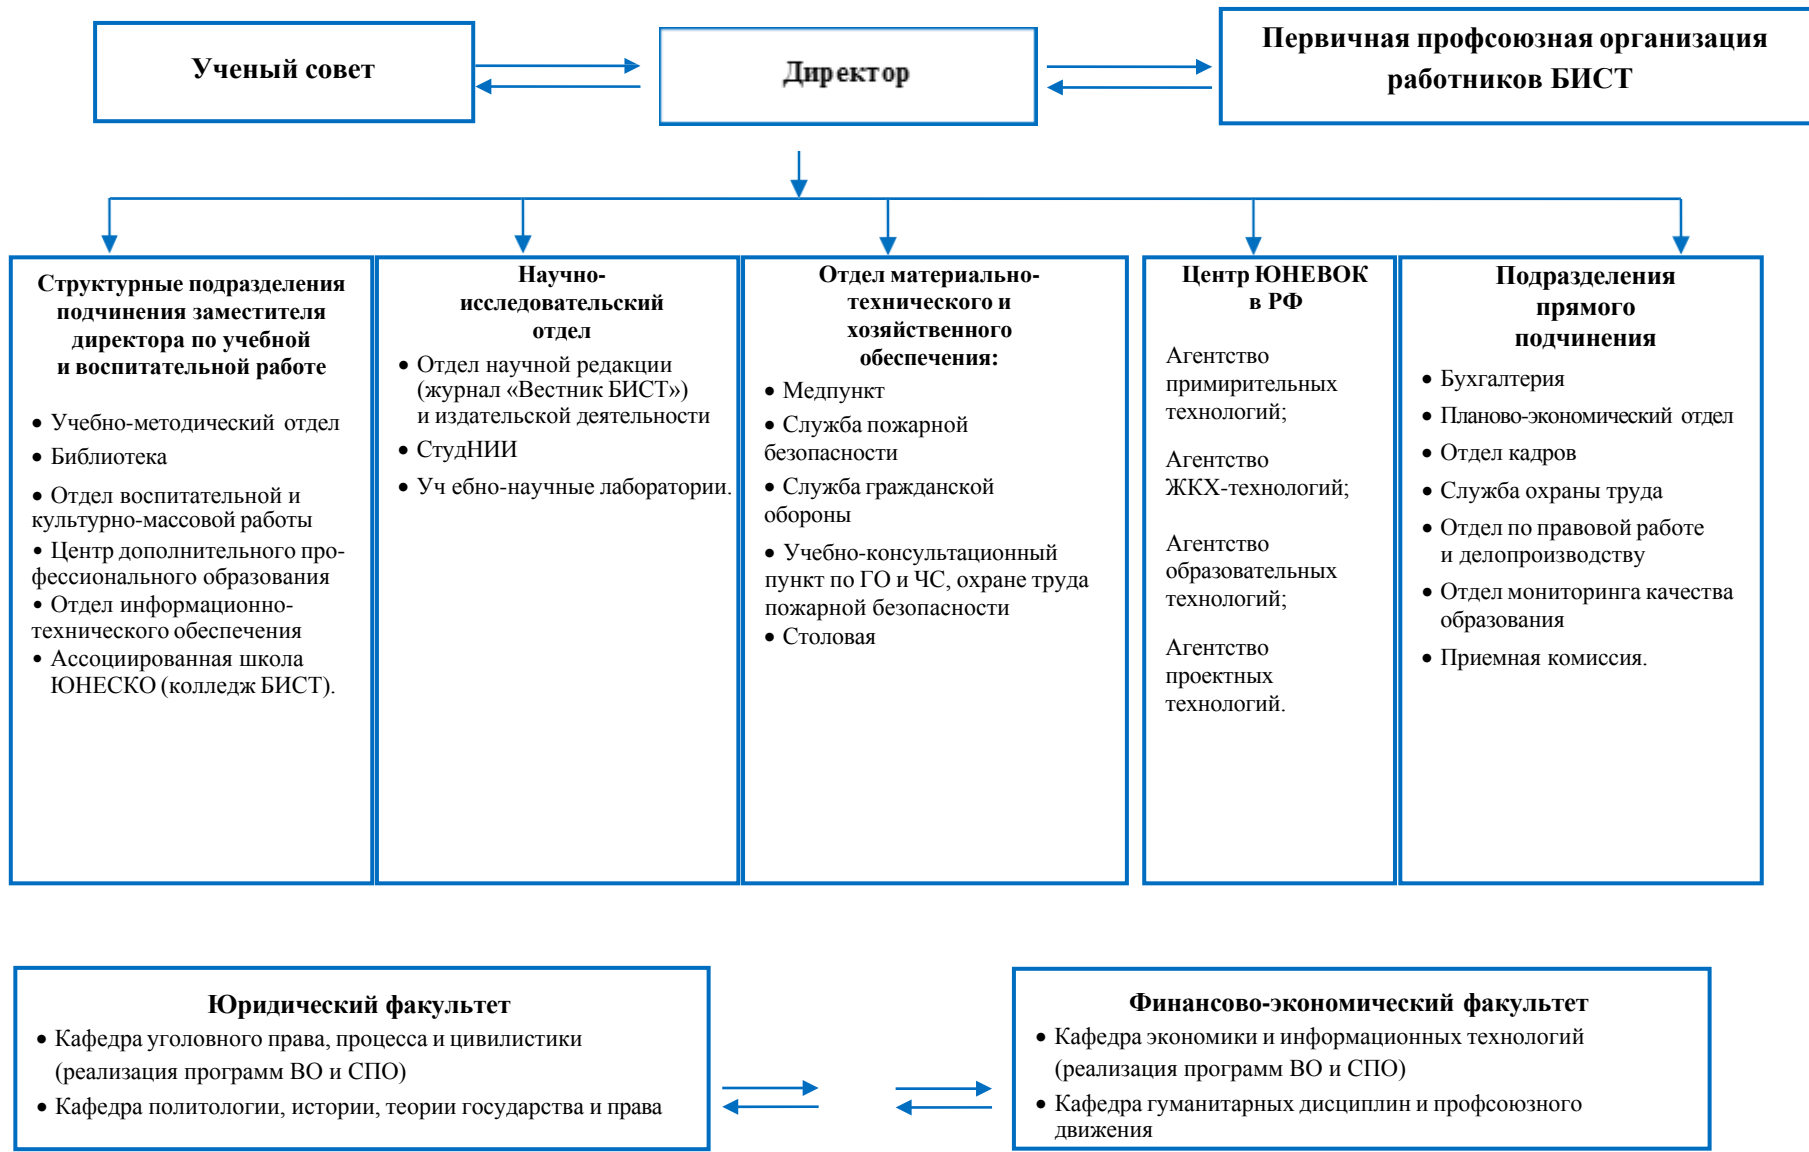 Ученый совет
Директор
Первичная профсоюзная организация
работников БИСТ
Структурные подразделения
подчинения заместителя
директора по учебной
и воспитательной работе
• Учебно-методический отдел
• Библиотека
• Отдел воспитательной и
культурно-массовой работы
• Центр дополнительного про-
фессионального образования
• Отдел информационно-
технического обеспечения
• Ассоциированная школа
ЮНЕСКО (колледж БИСТ).
Научно-
исследовательский
отдел
• Отдел научной редакции
(журнал «Вестник БИСТ»)
и издательской деятельности
• СтудНИИ
• Уч ебно-научные лаборатории.
Отдел материально-
технического и
хозяйственного
обеспечения:
• Медпункт
• Служба пожарной
безопасности
• Служба гражданской
обороны
• Учебно-консультационный
пункт по ГО и ЧС, охране труда
пожарной безопасности
• Столовая
Центр ЮНЕВОК
в РФ
Агентство
примирительных
технологий;
Агентство
ЖКХ-технологий;
Агентство
образовательных
технологий;
Агентство
проектных
технологий.
Подразделения
прямого
подчинения
• Бухгалтерия
• Планово-экономический отдел
• Отдел кадров
• Служба охраны труда
• Отдел по правовой работе
и делопроизводству
• Отдел мониторинга качества
образования
• Приемная комиссия.
Юридический факультет
• Кафедра уголовного права, процесса и цивилистики
(реализация программ ВО и СПО)
• Кафедра политологии, истории, теории государства и права
Финансово-экономический факультет
• Кафедра экономики и информационных технологий
(реализация программ ВО и СПО)
• Кафедра гуманитарных дисциплин и профсоюзного
движения